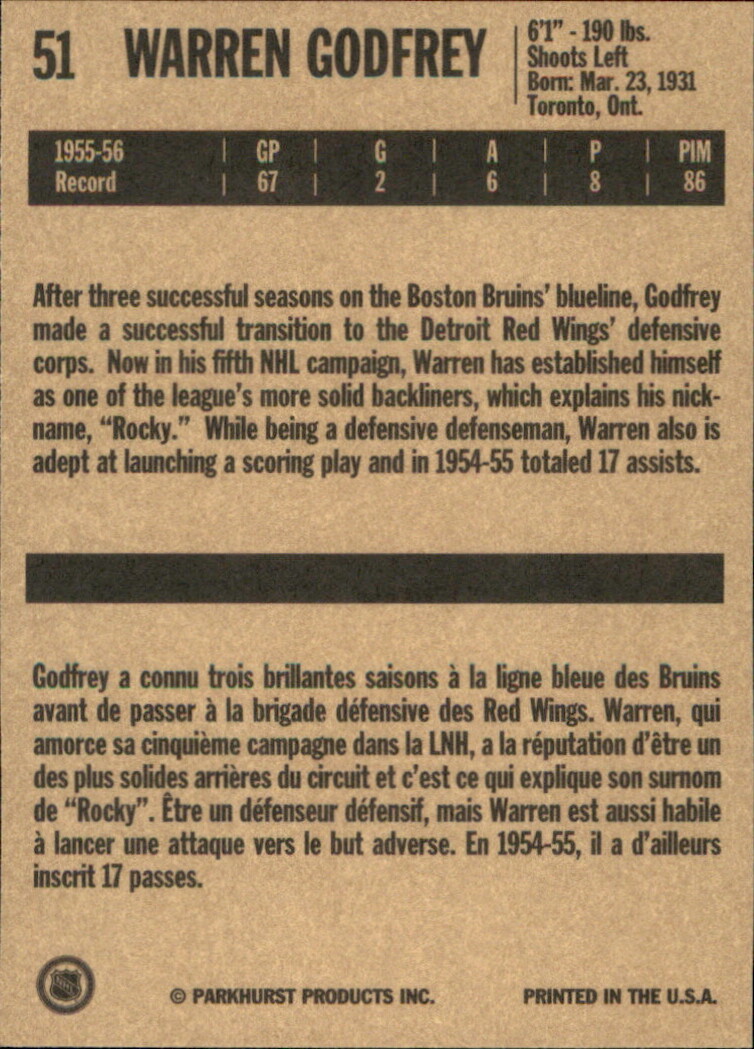 51 WARREN GODFREY
6'1" - 190 lbs.
Shoots Left
Born: Mar. 23, 1931
Toronto, Ont.
1955-56 | GP | G | A | P | PIM
Record | 67 | 2 | 6 | 8 | 86
After three successful seasons on the Boston Bruins' blueline, Godfrey
made a successful transition to the Detroit Red Wings' defensive
corps. Now in his fifth NHL campaign, Warren has established himself
as one of the league's more solid backliners, which explains his nick-
name, "Rocky." While being a defensive defenseman, Warren also is
adept at launching a scoring play and in 1954-55 totaled 17 assists.
Godfrey a connu trois brillantes saisons à la ligne bleue des Bruins
avant de passer à la brigade défensive des Red Wings. Warren, qui
amorce sa cinquième campagne dans la LNH, a la réputation d'être un
des plus solides arrières du circuit et c'est ce qui explique son surnom
de "Rocky". Être un défenseur défensif, mais Warren est aussi habile
à lancer une attaque vers le but adverse. En 1954-55, il a d'ailleurs
inscrit 17 passes.
© PARKHURST PRODUCTS INC. PRINTED IN THE U.S.A.